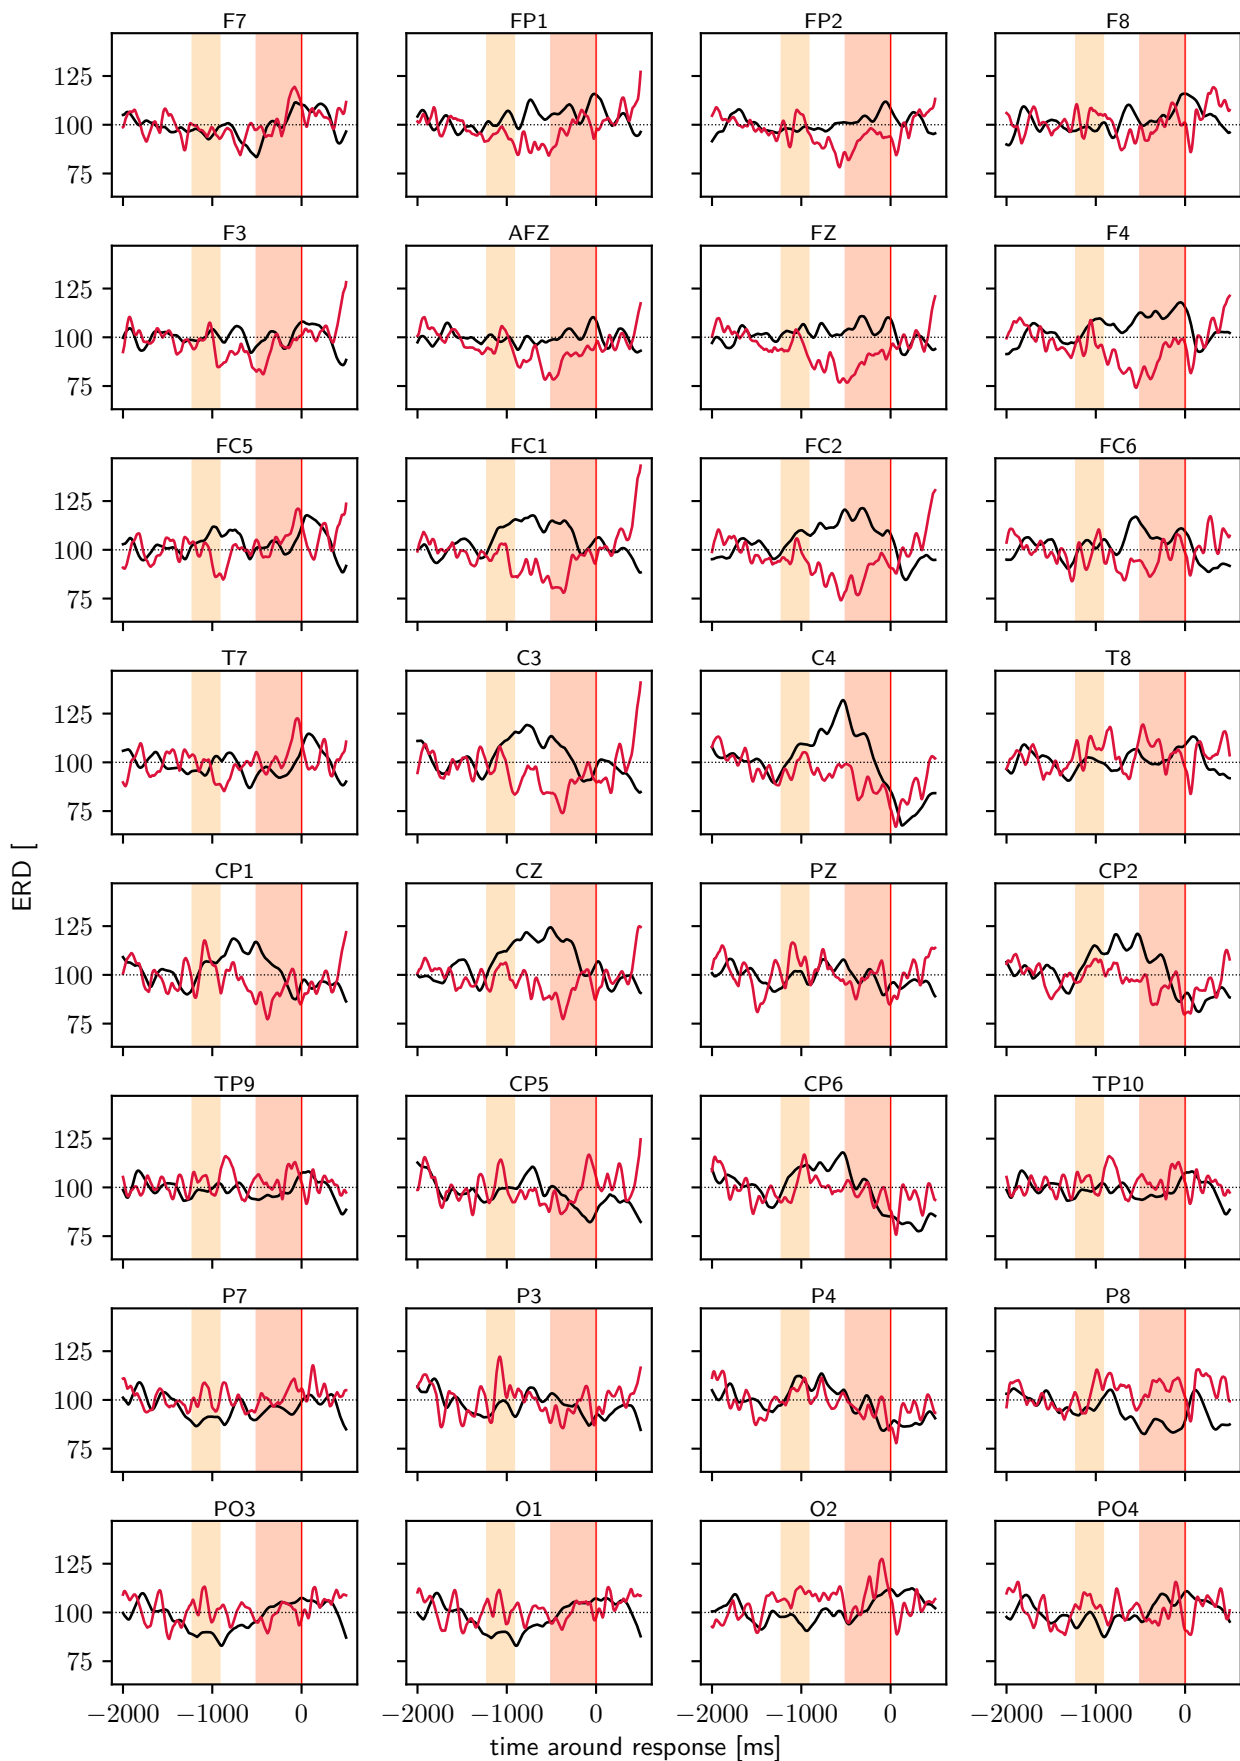 F7 FP1 FP2 F8
125
100
75
F3 AFZ FZ F4
125
100
75
FC5 FC1 FC2 FC6
125
100
75
T7 C3 C4 T8
125
100
75
ERD [
CP1 CZ PZ CP2
125
100
75
TP9 CP5 CP6 TP10
125
100
75
P7 P3 P4 P8
125
100
75
PO3 O1 O2 PO4
125
100
75
−2000 −1000 0 −2000 −1000 0 −2000 −1000 0 −2000 −1000 0
time around response [ms]